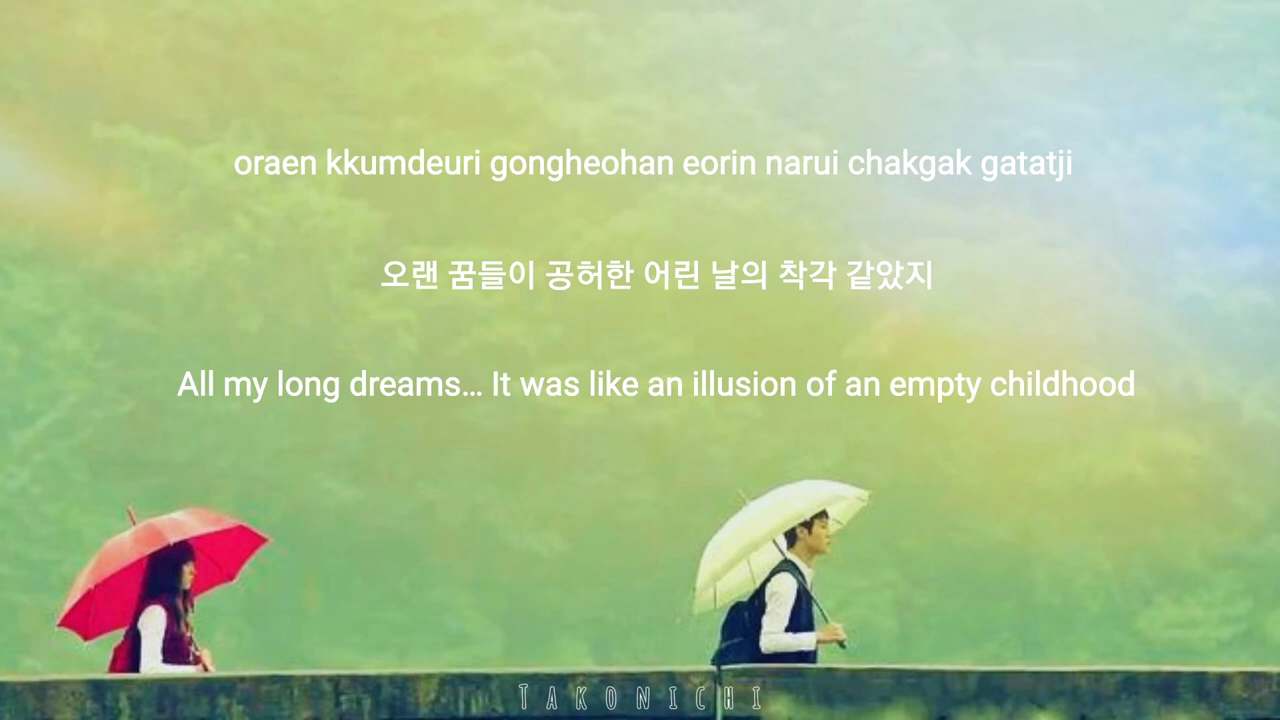 oraen kkumdeuri gongheohan eorin narui chakgak gatatji
오랜 꿈들이 공허한 어린 날의 착각 같았지
All my long dreams... It was like an illusion of an empty childhood
TAKONICHI